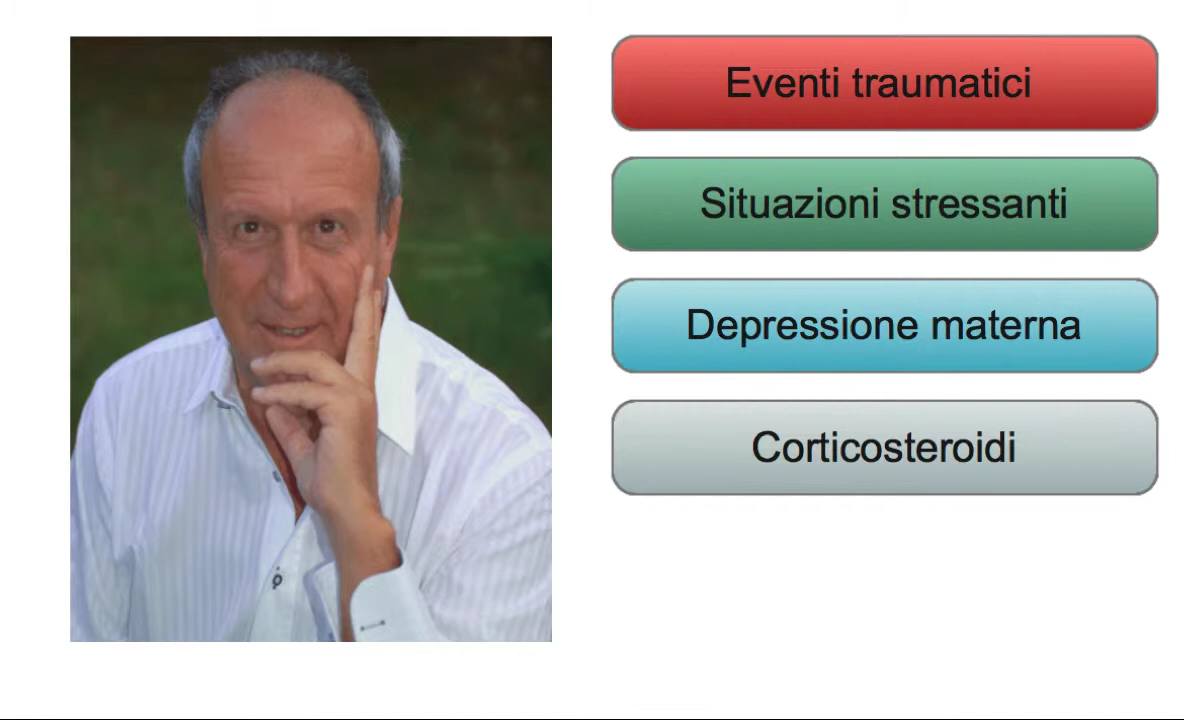 Eventi traumatici
Situazioni stressanti
Depressione materna
Corticosteroidi